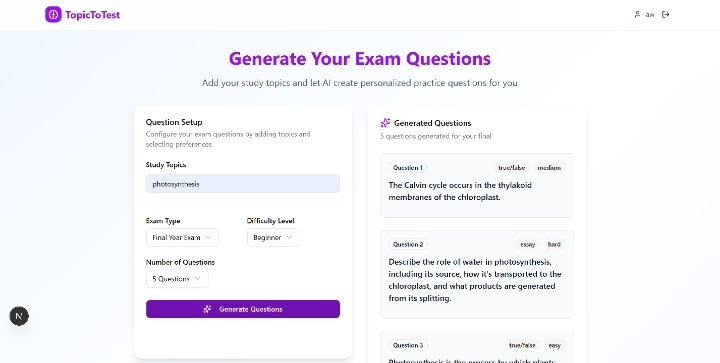 TopicToTest
aw
Generate Your Exam Questions
Add your study topics and let AI create personalized practice questions for you
Question Setup
Configure your exam questions by adding topics and
selecting preferences
Study Topics
photosynthesis
Exam Type
Difficulty Level
Final Year Exam
Beginner
Number of Questions
5 Questions
Generate Questions
Generated Questions
5 questions generated for your final
Question 1
true/false
medium
The Calvin cycle occurs in the thylakoid
membranes of the chloroplast.
Question 2
essay
hard
Describe the role of water in photosynthesis,
including its source, how it's transported to the
chloroplast, and what products are generated
from its splitting.
Question 3
true/false
easy
Photosynthesis is the process by which plants
N